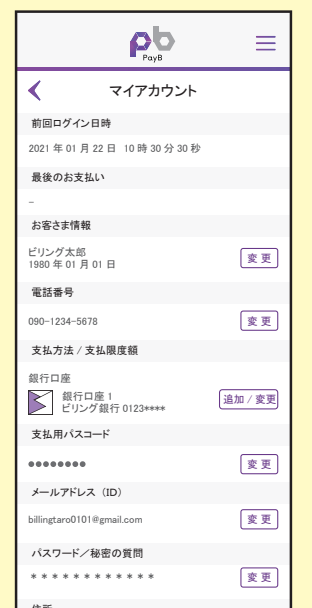 pb
PayB
マイアカウント
前回ログイン日時
2021 年 01 月 22 日 10 時 30 分 30 秒
最後のお支払い
-
お客さま情報
ビリング太郎
1980 年 01 月 01 日
変 更
電話番号
090-1234-5678
変 更
支払方法 / 支払限度額
銀行口座
銀行口座 1
ビリング銀行 0123****
追加 / 変更
支払用パスコード
●●●●●●●●
変 更
メールアドレス（ID）
billingtaro0101@gmail.com
変 更
パスワード／秘密の質問
* * * * * * * * * * * *
変 更